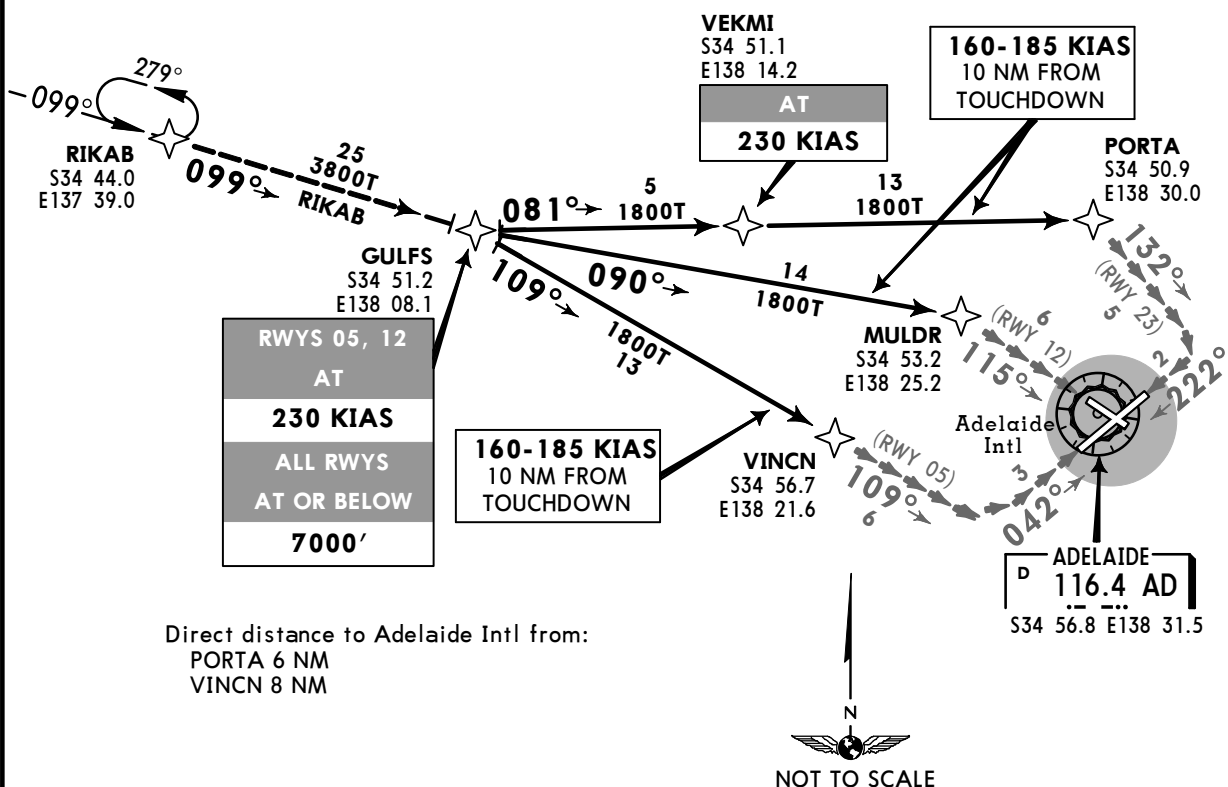 VEKMI
S34 51.1
E138 14.2
AT
230 KIAS
160-185 KIAS
10 NM FROM
TOUCHDOWN
279°
099°
RIKAB
S34 44.0
E137 39.0
25
3800T
099°
RIKAB
GULFS
S34 51.2
E138 08.1
RWYS 05, 12
AT
230 KIAS
ALL RWYS
AT OR BELOW
7000'
081°
5
1800T
13
1800T
PORTA
S34 50.9
E138 30.0
132°
(RWY 23)
5
2
222°
090°
14
1800T
MULDR
S34 53.2
E138 25.2
6
(RWY 12)
115°
109°
1800T
13
160-185 KIAS
10 NM FROM
TOUCHDOWN
VINCN
S34 56.7
E138 21.6
(RWY 05)
109°
6
3
042°
Adelaide
Intl
ADELAIDE
D 116.4 AD
S34 56.8 E138 31.5
Direct distance to Adelaide Intl from:
PORTA 6 NM
VINCN 8 NM
N
NOT TO SCALE